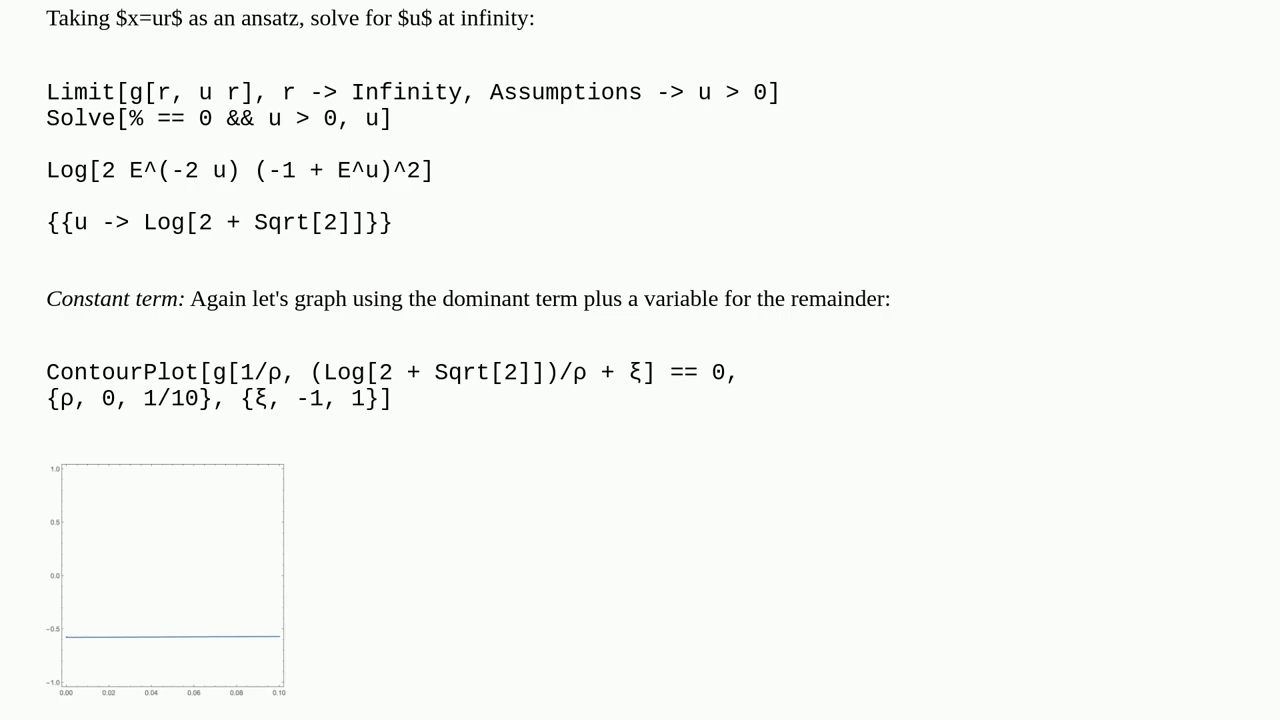 Taking $x=ur$ as an ansatz, solve for $u$ at infinity:
Limit[g[r, u r], r -> Infinity, Assumptions -> u > 0]
Solve[% == 0 && u > 0, u]
Log[2 E^(-2 u) (-1 + E^u)^2]
{{u -> Log[2 + Sqrt[2]]}}
Constant term: Again let's graph using the dominant term plus a variable for the remainder:
ContourPlot[g[1/ρ, (Log[2 + Sqrt[2]])/ρ + ξ] == 0,
{ρ, 0, 1/10}, {ξ, -1, 1}]
1.0
0.5
0.0
−0.5
−1.0
0.00 0.02 0.04 0.06 0.08 0.10